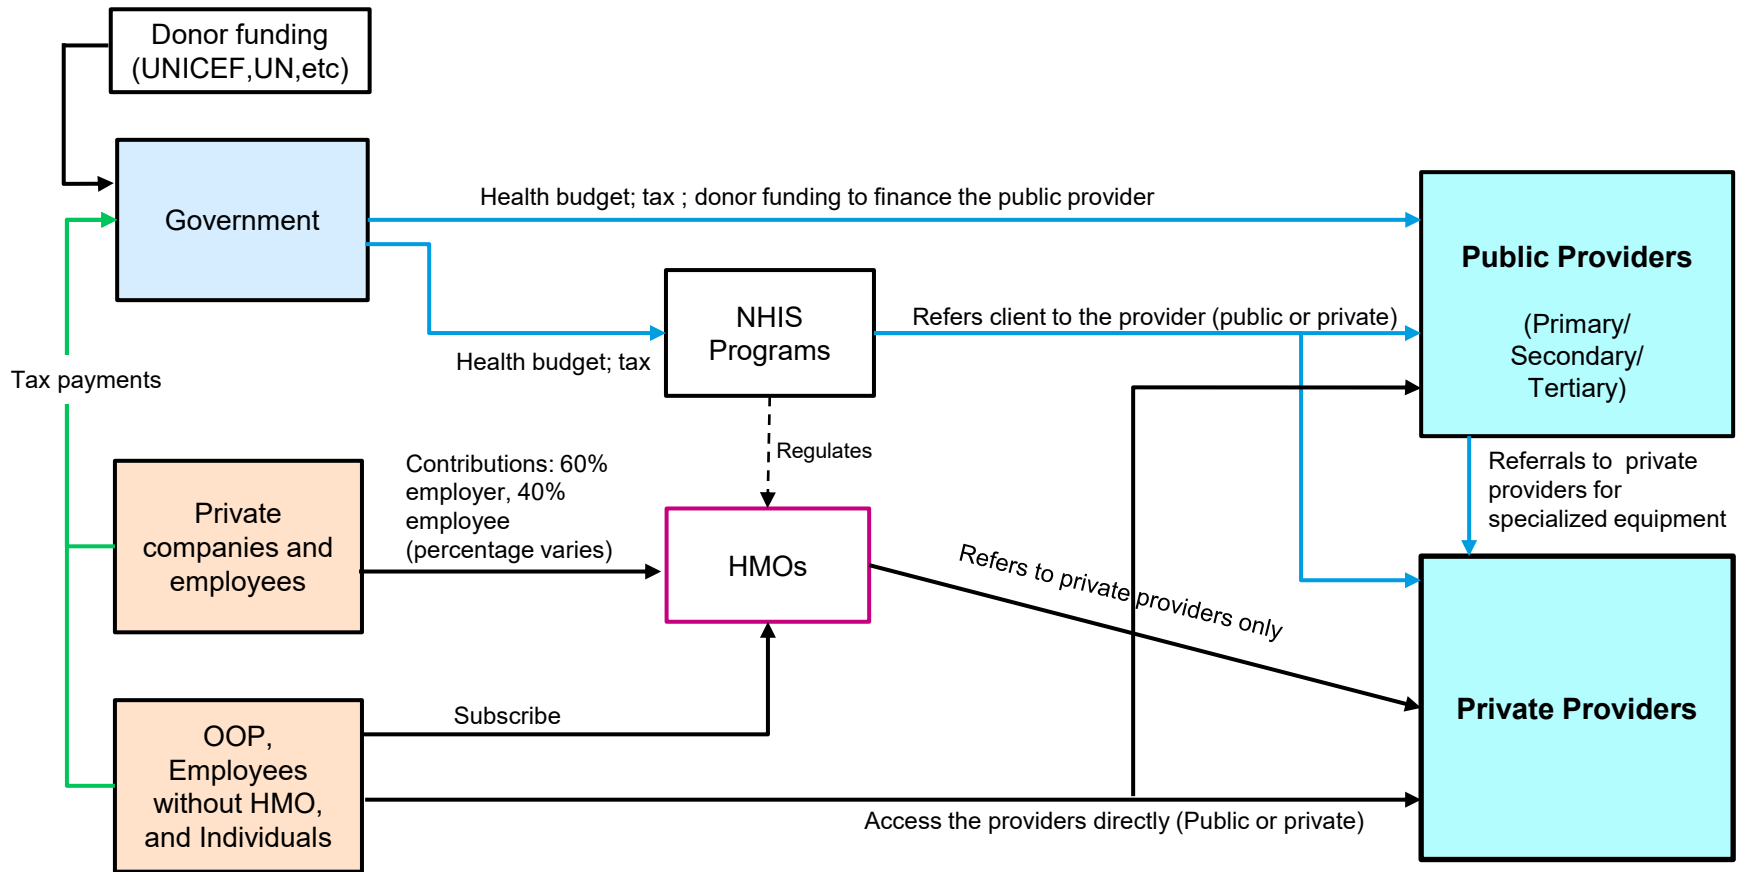 Donor funding
(UNICEF,UN,etc)
Government
Health budget; tax ; donor funding to finance the public provider
Public Providers
(Primary/
Secondary/
Tertiary)
NHIS
Programs
Refers client to the provider (public or private)
Health budget; tax
Tax payments
Regulates
Contributions: 60%
employer, 40%
employee
(percentage varies)
Referrals to private
providers for
specialized equipment
Private
companies and
employees
HMOs
Refers to private providers only
Private Providers
Subscribe
OOP,
Employees
without HMO,
and Individuals
Access the providers directly (Public or private)